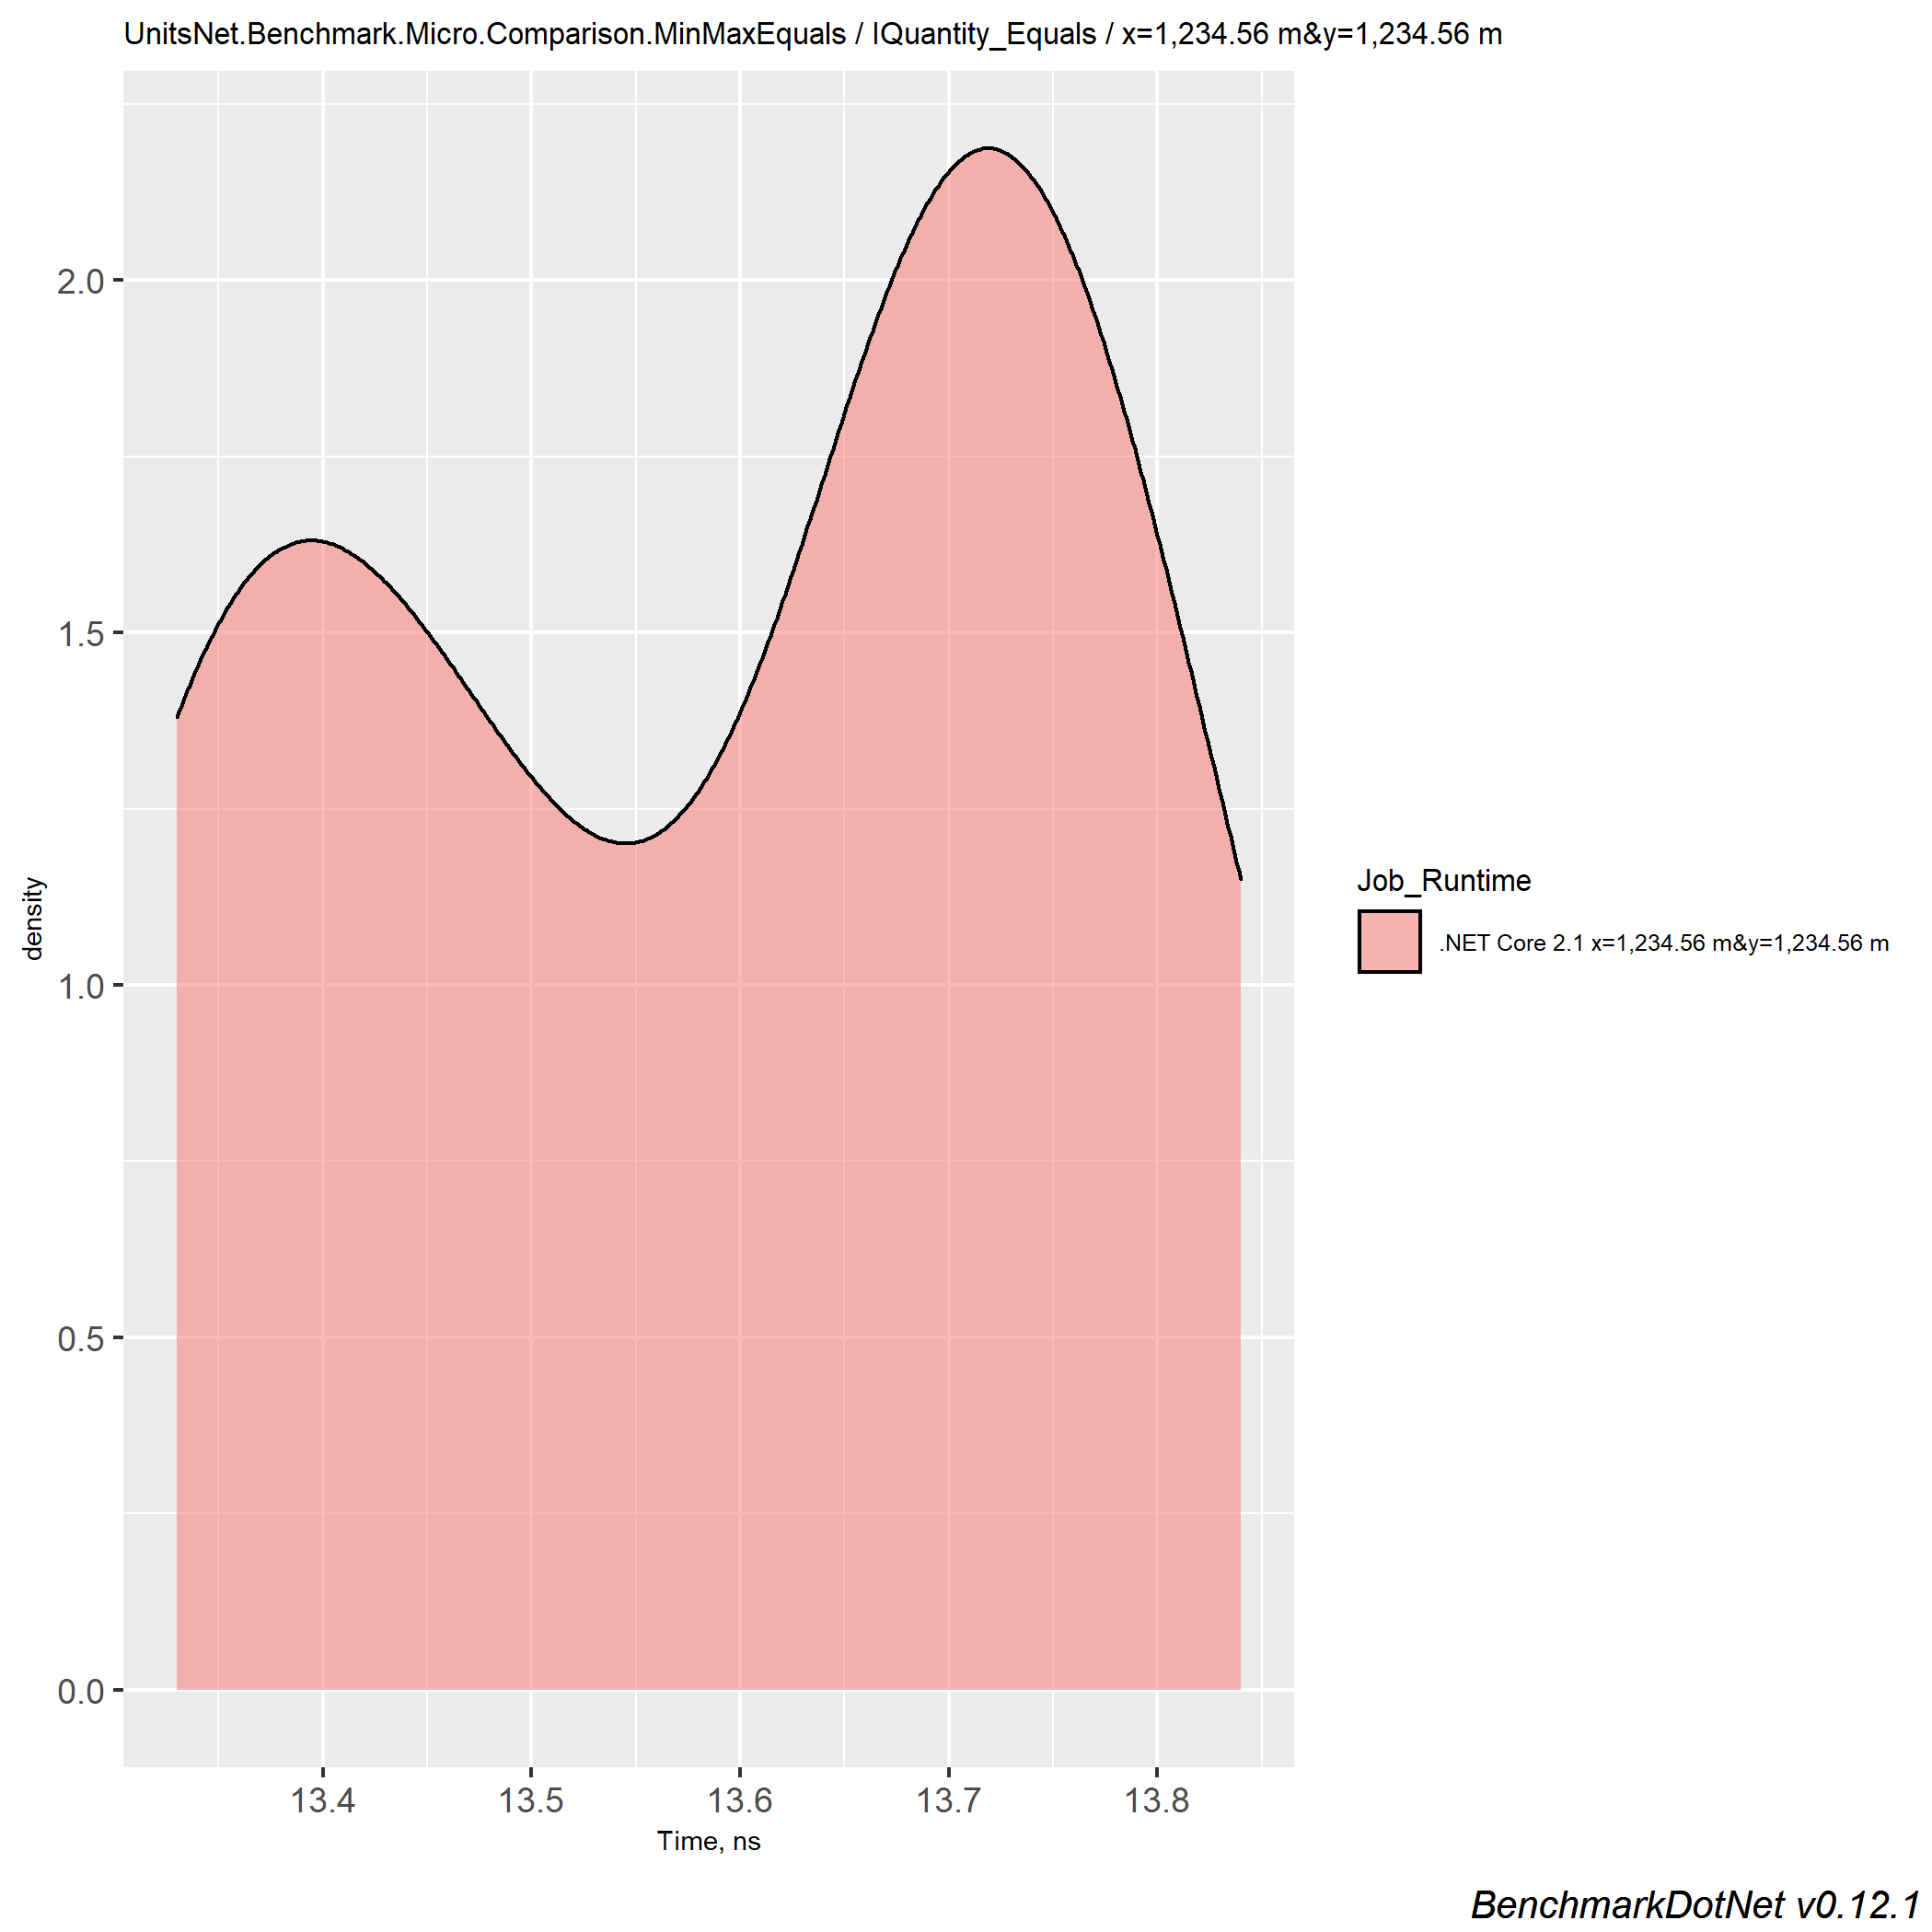 UnitsNet.Benchmark.Micro.Comparison.MinMaxEquals / IQuantity_Equals / x=1,234.56 m&y=1,234.56 m
2.0
1.5
1.0
0.5
0.0
density
13.4 13.5 13.6 13.7 13.8
Time, ns
Job_Runtime
.NET Core 2.1 x=1,234.56 m&y=1,234.56 m
BenchmarkDotNet v0.12.1